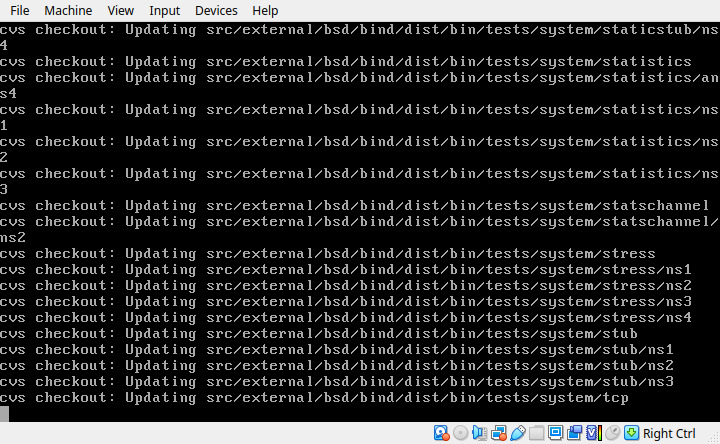 File Machine View Input Devices Help
cvs checkout: Updating src/external/bsd/bind/dist/bin/tests/system/staticstub/ns
4
cvs checkout: Updating src/external/bsd/bind/dist/bin/tests/system/statistics
cvs checkout: Updating src/external/bsd/bind/dist/bin/tests/system/statistics/an
s4
cvs checkout: Updating src/external/bsd/bind/dist/bin/tests/system/statistics/ns
1
cvs checkout: Updating src/external/bsd/bind/dist/bin/tests/system/statistics/ns
2
cvs checkout: Updating src/external/bsd/bind/dist/bin/tests/system/statistics/ns
3
cvs checkout: Updating src/external/bsd/bind/dist/bin/tests/system/statschannel
cvs checkout: Updating src/external/bsd/bind/dist/bin/tests/system/statschannel/
ns2
cvs checkout: Updating src/external/bsd/bind/dist/bin/tests/system/stress
cvs checkout: Updating src/external/bsd/bind/dist/bin/tests/system/stress/ns1
cvs checkout: Updating src/external/bsd/bind/dist/bin/tests/system/stress/ns2
cvs checkout: Updating src/external/bsd/bind/dist/bin/tests/system/stress/ns3
cvs checkout: Updating src/external/bsd/bind/dist/bin/tests/system/stress/ns4
cvs checkout: Updating src/external/bsd/bind/dist/bin/tests/system/stub
cvs checkout: Updating src/external/bsd/bind/dist/bin/tests/system/stub/ns1
cvs checkout: Updating src/external/bsd/bind/dist/bin/tests/system/stub/ns2
cvs checkout: Updating src/external/bsd/bind/dist/bin/tests/system/stub/ns3
cvs checkout: Updating src/external/bsd/bind/dist/bin/tests/system/tcp
Right Ctrl